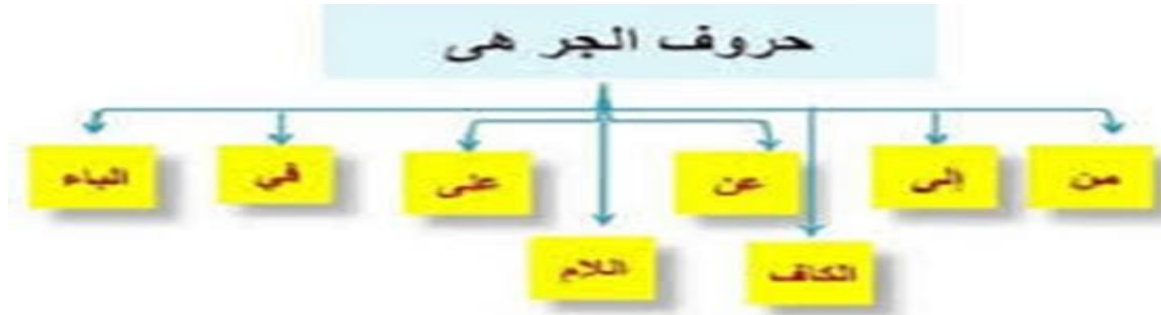 حروف الجر هى
من إلى عن على في الباء
الكاف اللام